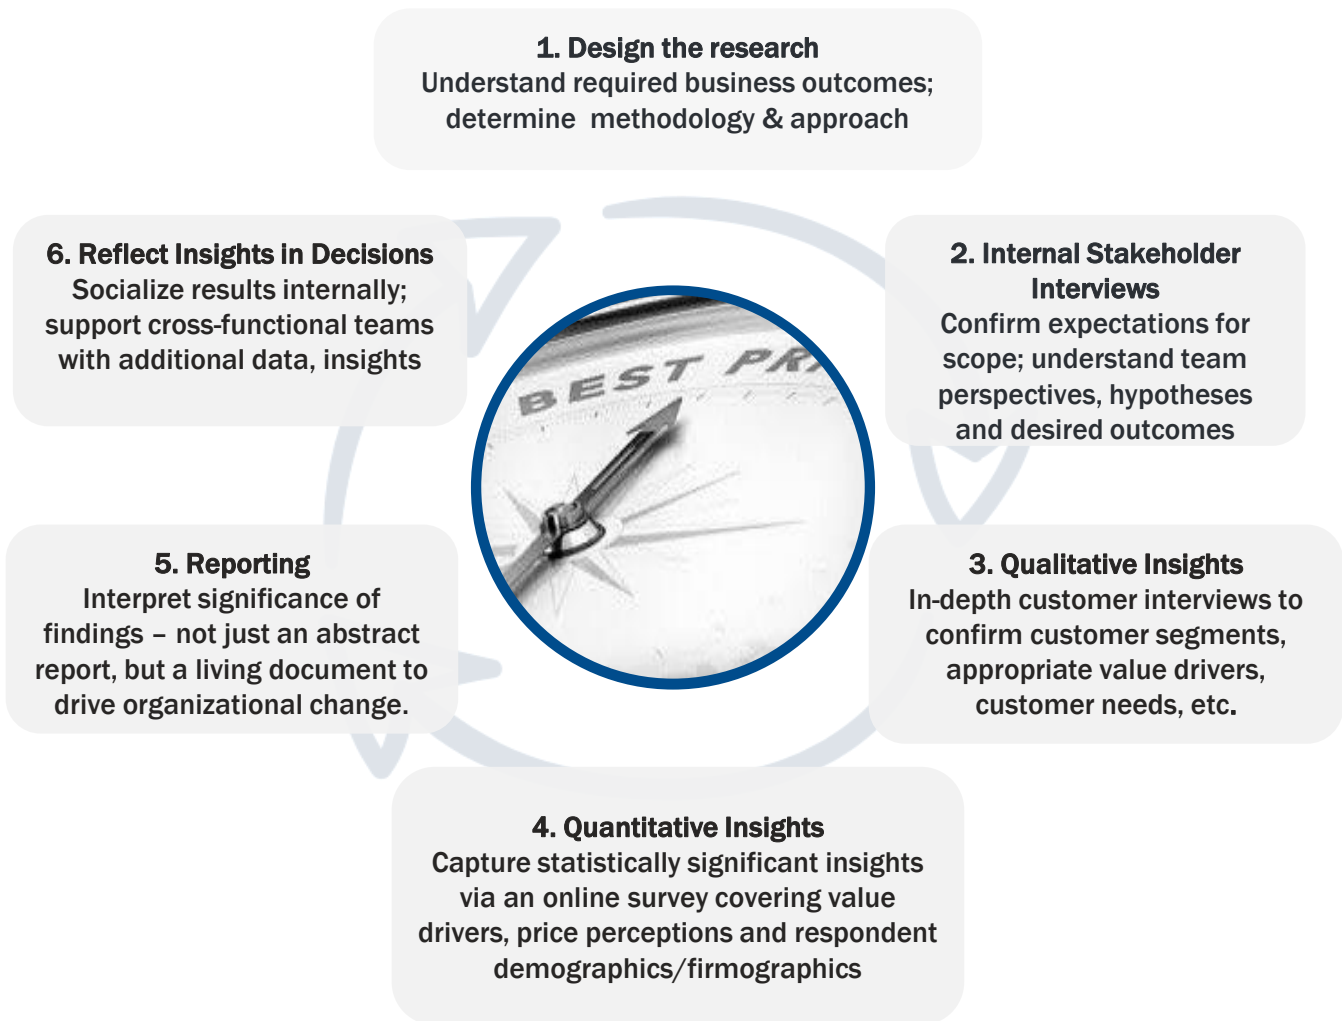 1. Design the research
Understand required business outcomes;
determine methodology & approach
6. Reflect Insights in Decisions
Socialize results internally;
support cross-functional teams
with additional data, insights
2. Internal Stakeholder
Interviews
Confirm expectations for
scope; understand team
perspectives, hypotheses
and desired outcomes
BEST PRA
5. Reporting
Interpret significance of
findings – not just an abstract
report, but a living document to
drive organizational change.
3. Qualitative Insights
In-depth customer interviews to
confirm customer segments,
appropriate value drivers,
customer needs, etc.
4. Quantitative Insights
Capture statistically significant insights
via an online survey covering value
drivers, price perceptions and respondent
demographics/firmographics